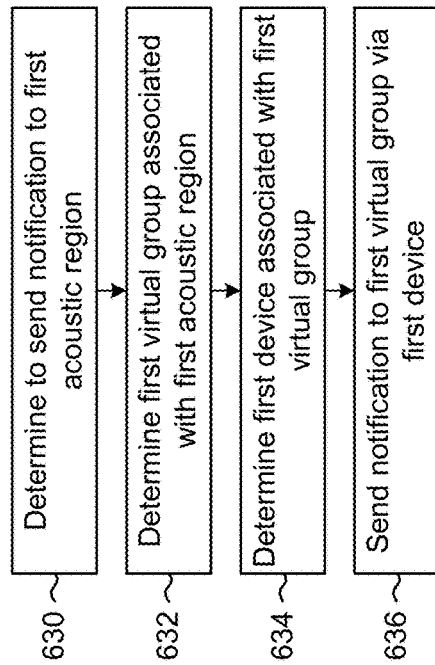 630
Determine to send notification to first
acoustic region
632
Determine first virtual group associated
with first acoustic region
634
Determine first device associated with first
virtual group
636
Send notification to first virtual group via
first device